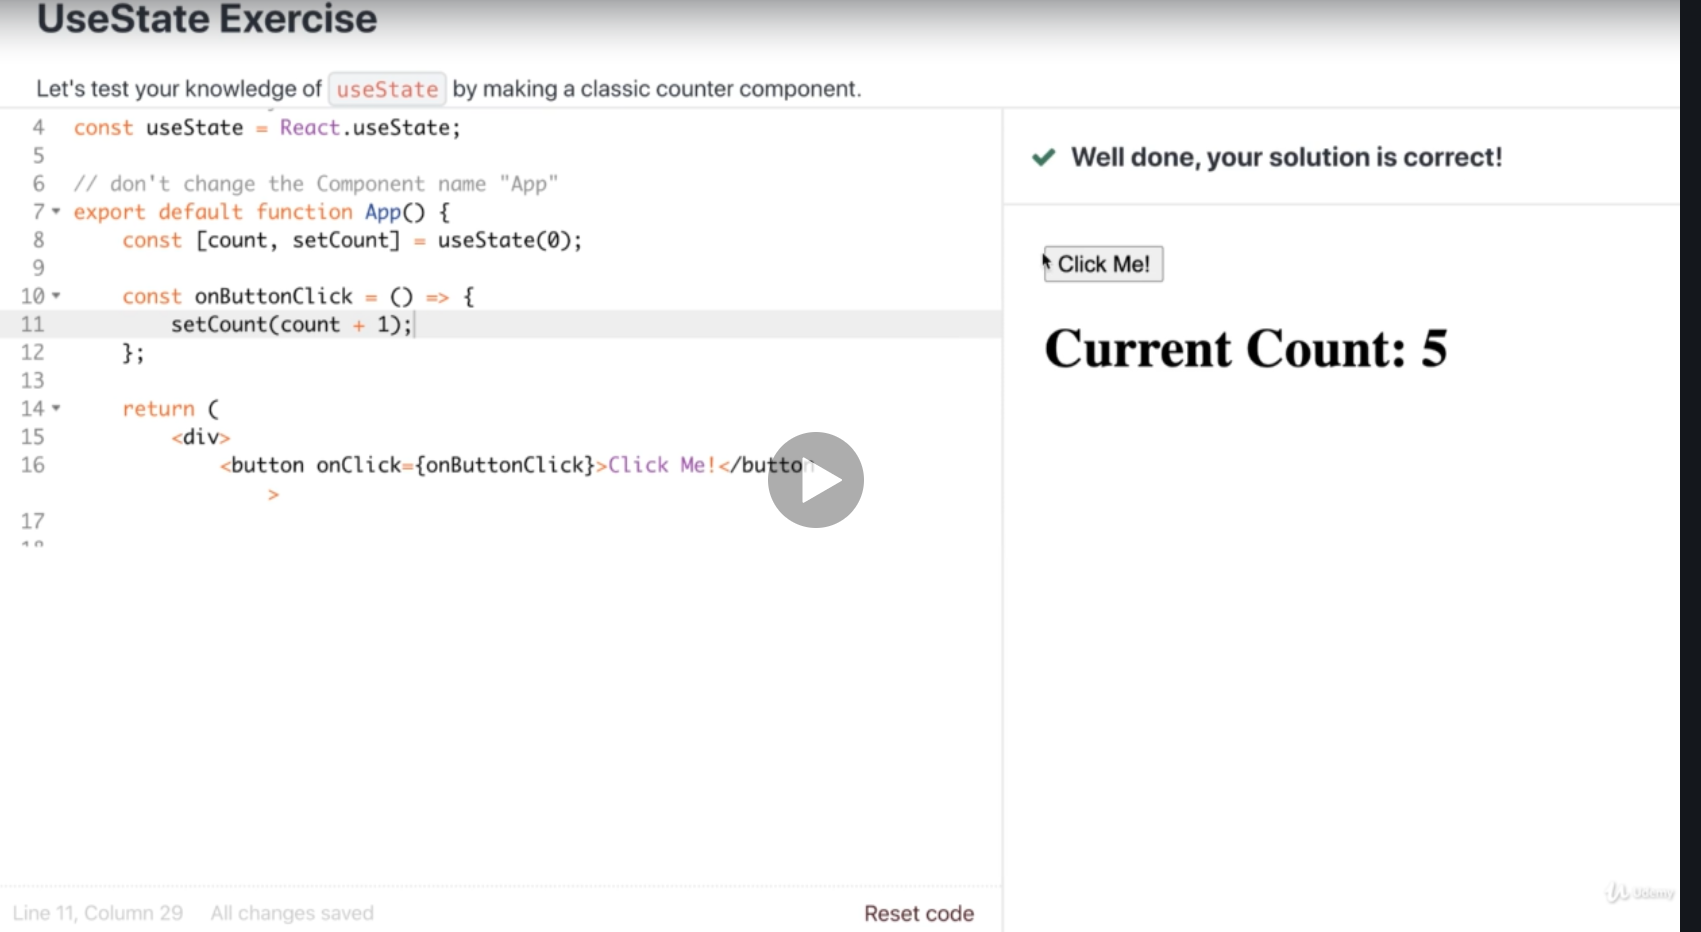 UseState Exercise
Let's test your knowledge of useState by making a classic counter component.
4 const useState = React.useState;
5
6 // don't change the Component name "App"
7 export default function App() {
8 const [count, setCount] = useState(0);
9
10 const onButtonClick = () => {
11 setCount(count + 1);
12 };
13
14 return (
15 <div>
16 <button onClick={onButtonClick}>Click Me!</button
>
17
Line 11, Column 29 All changes saved Reset code
Well done, your solution is correct!
Click Me!
Current Count: 5
Udemy